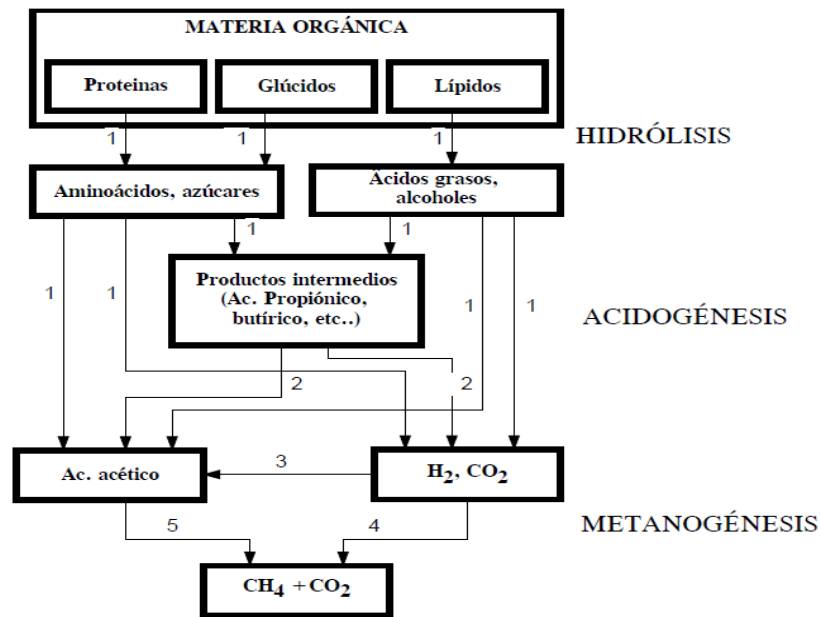 MATERIA ORGÁNICA
Proteinas
Glúcidos
Lípidos
1
1
1
HIDRÓLISIS
Aminoácidos, azúcares
Äcidos grasos,
alcoholes
1
1
Productos intermedios
(Ac. Propiónico,
butírico, etc..)
1
1
1
1
ACIDOGÉNESIS
2
2
Ac. acético
3
H2, CO2
METANOGÉNESIS
5
4
CH4 + CO2